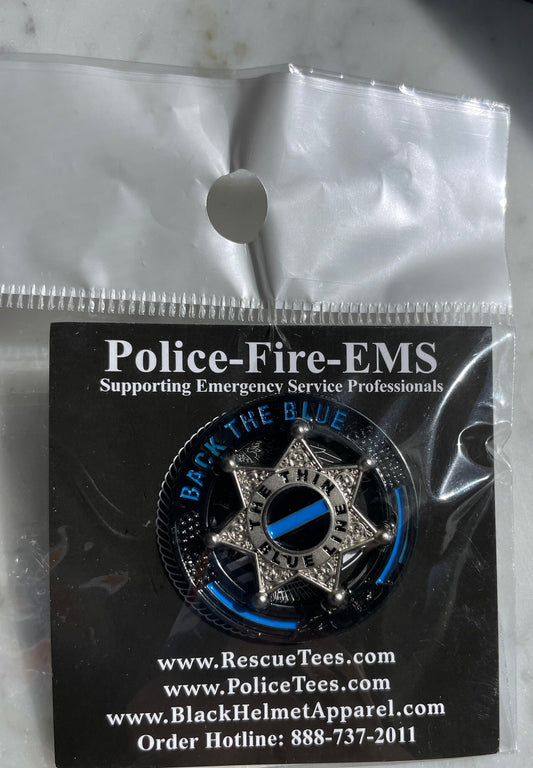 Police-Fire-EMS
Supporting Emergency Service Professionals
BACK THE BLUE
THE THIN
BLUE LINE
www.RescueTees.com
www.PoliceTees.com
www.BlackHelmetApparel.com
Order Hotline: 888-737-2011